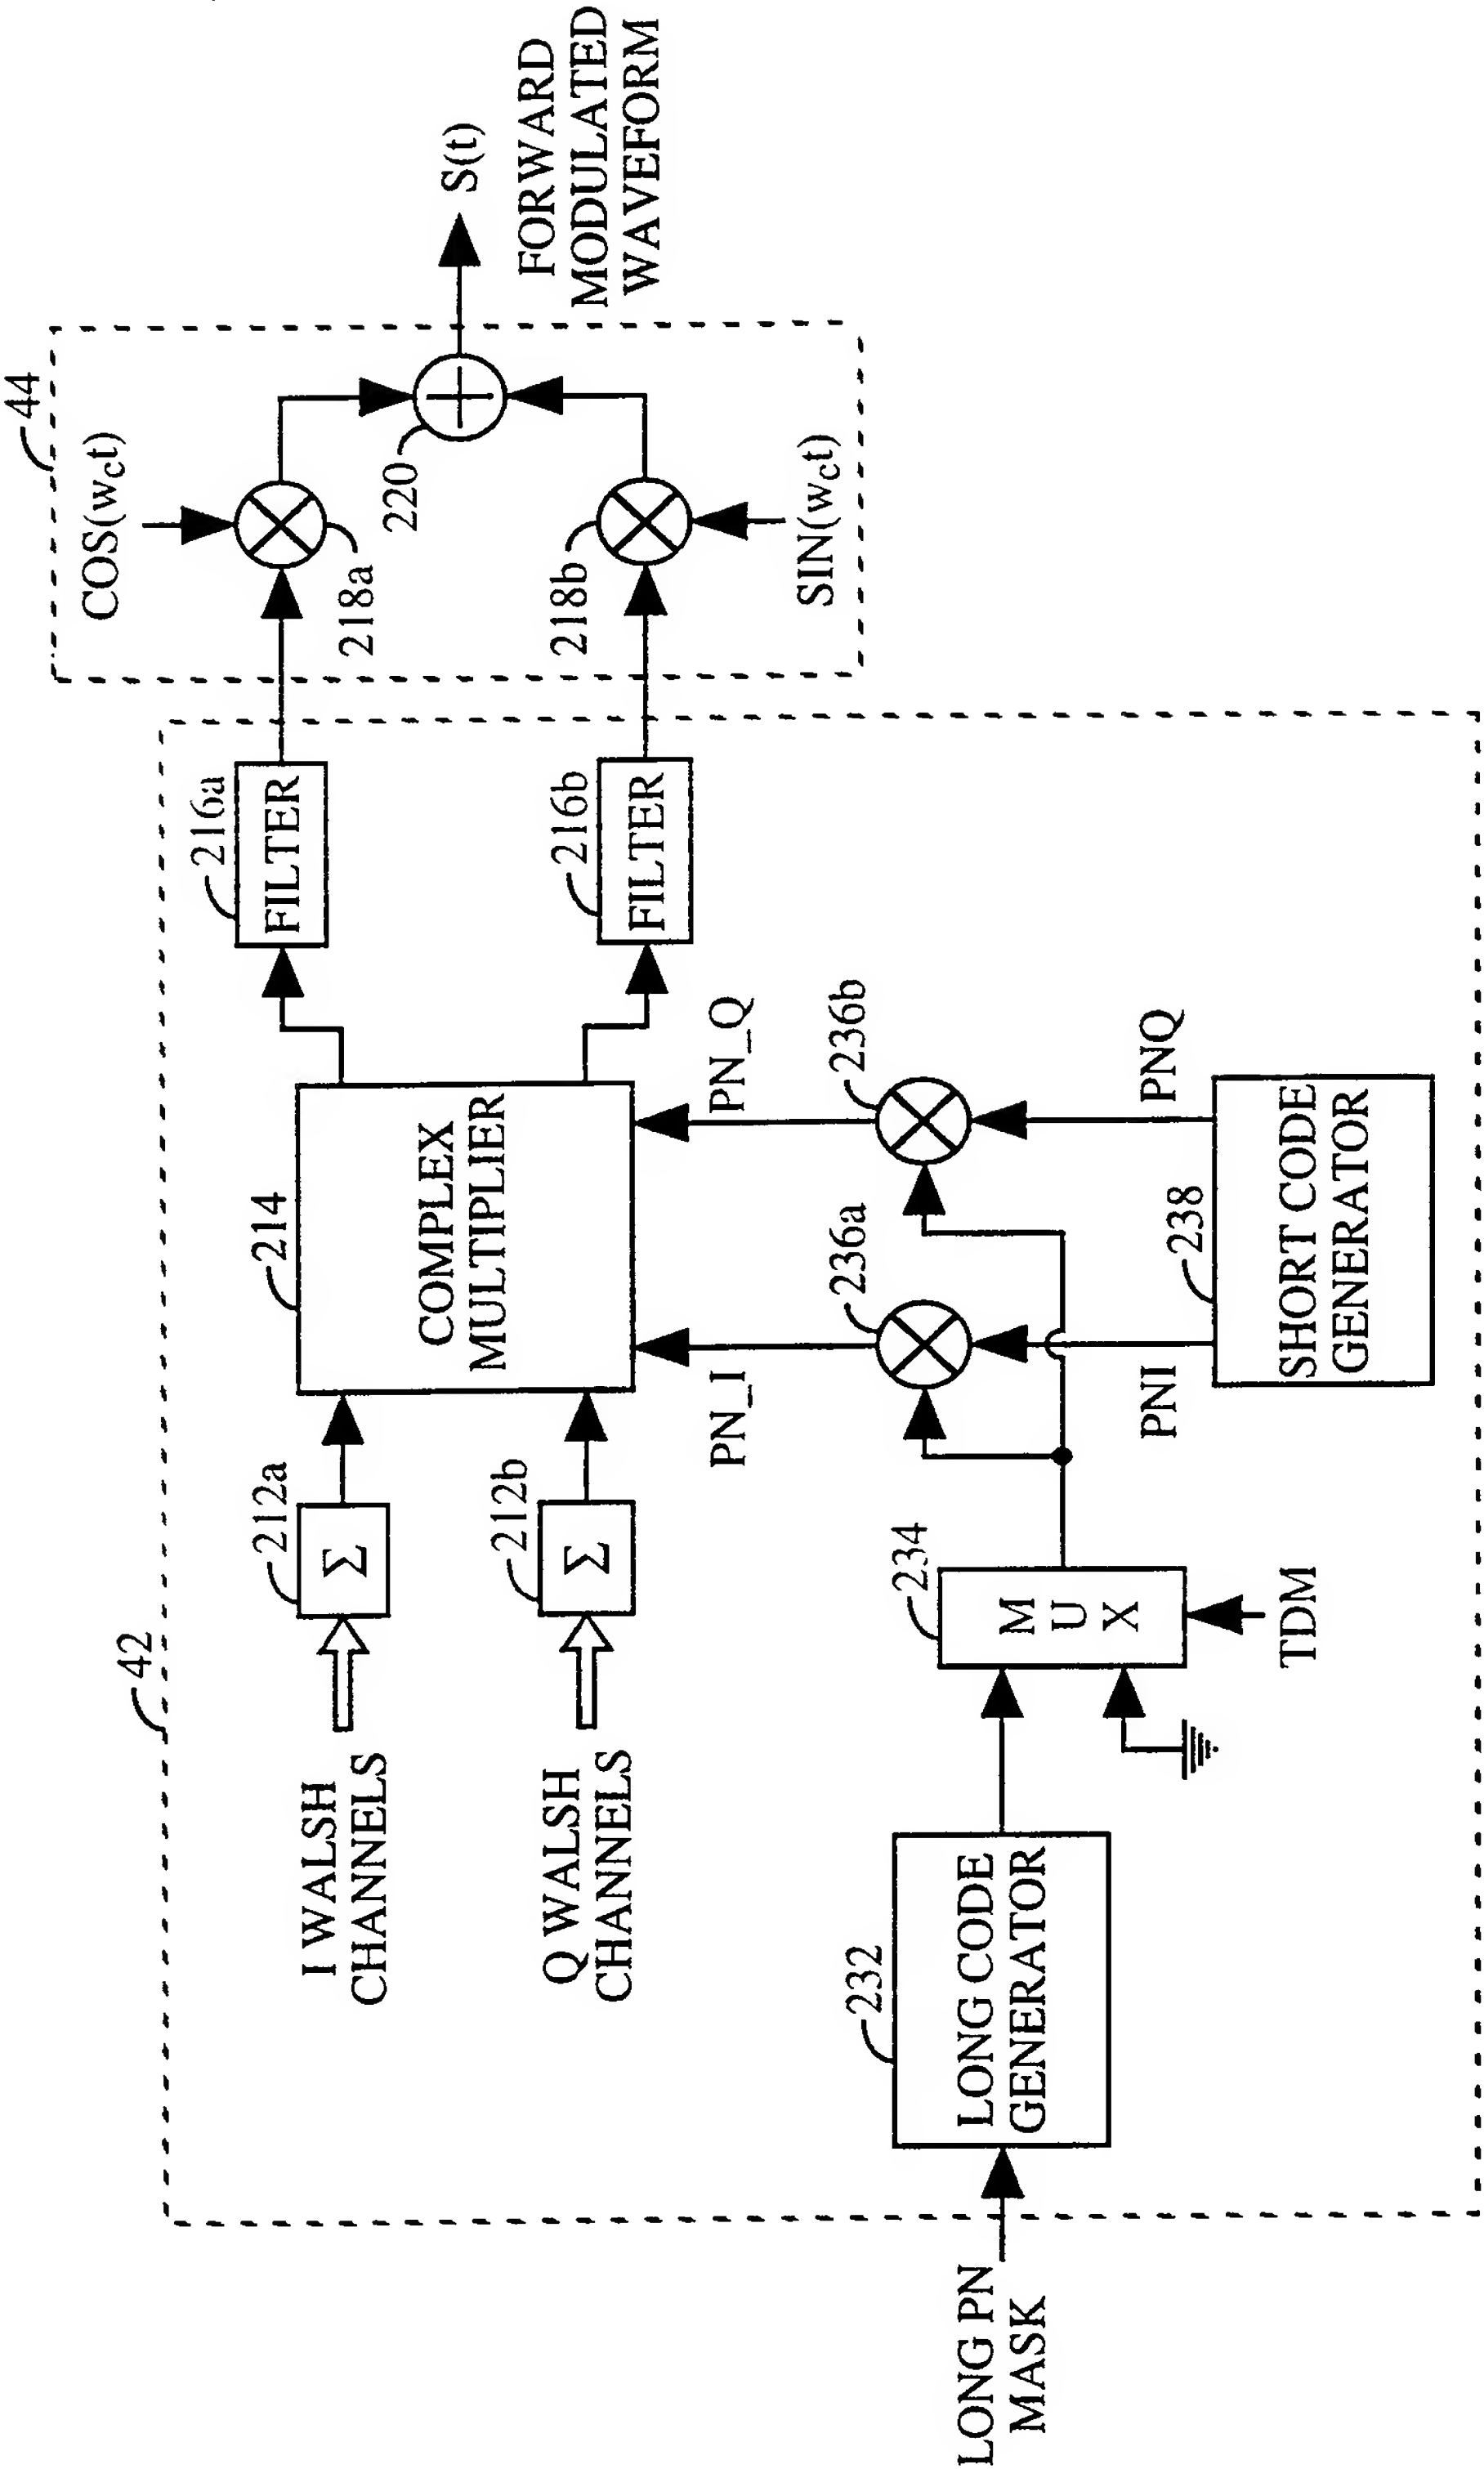 42
44
I WALSH
CHANNELS
212a
Σ
Q WALSH
CHANNELS
212b
Σ
214
COMPLEX
MULTIPLIER
216a
FILTER
216b
FILTER
COS(wct)
218a
218b
SIN(wct)
220
S(t)
FORWARD
MODULATED
WAVEFORM
PN_I
PN_Q
236a
236b
LONG PN
MASK
232
LONG CODE
GENERATOR
234
M
U
X
TDM
PNI
PNQ
238
SHORT CODE
GENERATOR